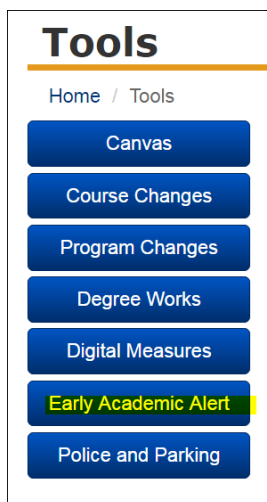 Tools
Home / Tools
Canvas
Course Changes
Program Changes
Degree Works
Digital Measures
Early Academic Alert
Police and Parking